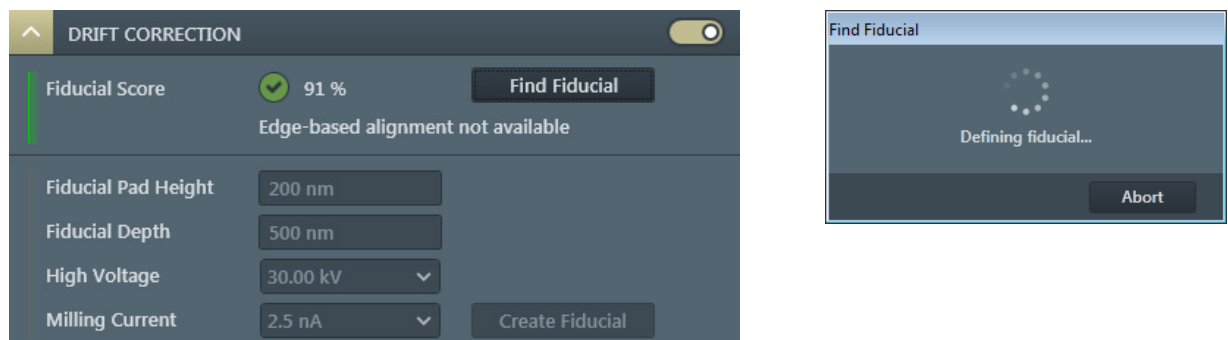 DRIFT CORRECTION
Fiducial Score 91 % Find Fiducial
Edge-based alignment not available
Fiducial Pad Height 200 nm
Fiducial Depth 500 nm
High Voltage 30.00 kV
Milling Current 2.5 nA Create Fiducial
Find Fiducial
Defining fiducial...
Abort